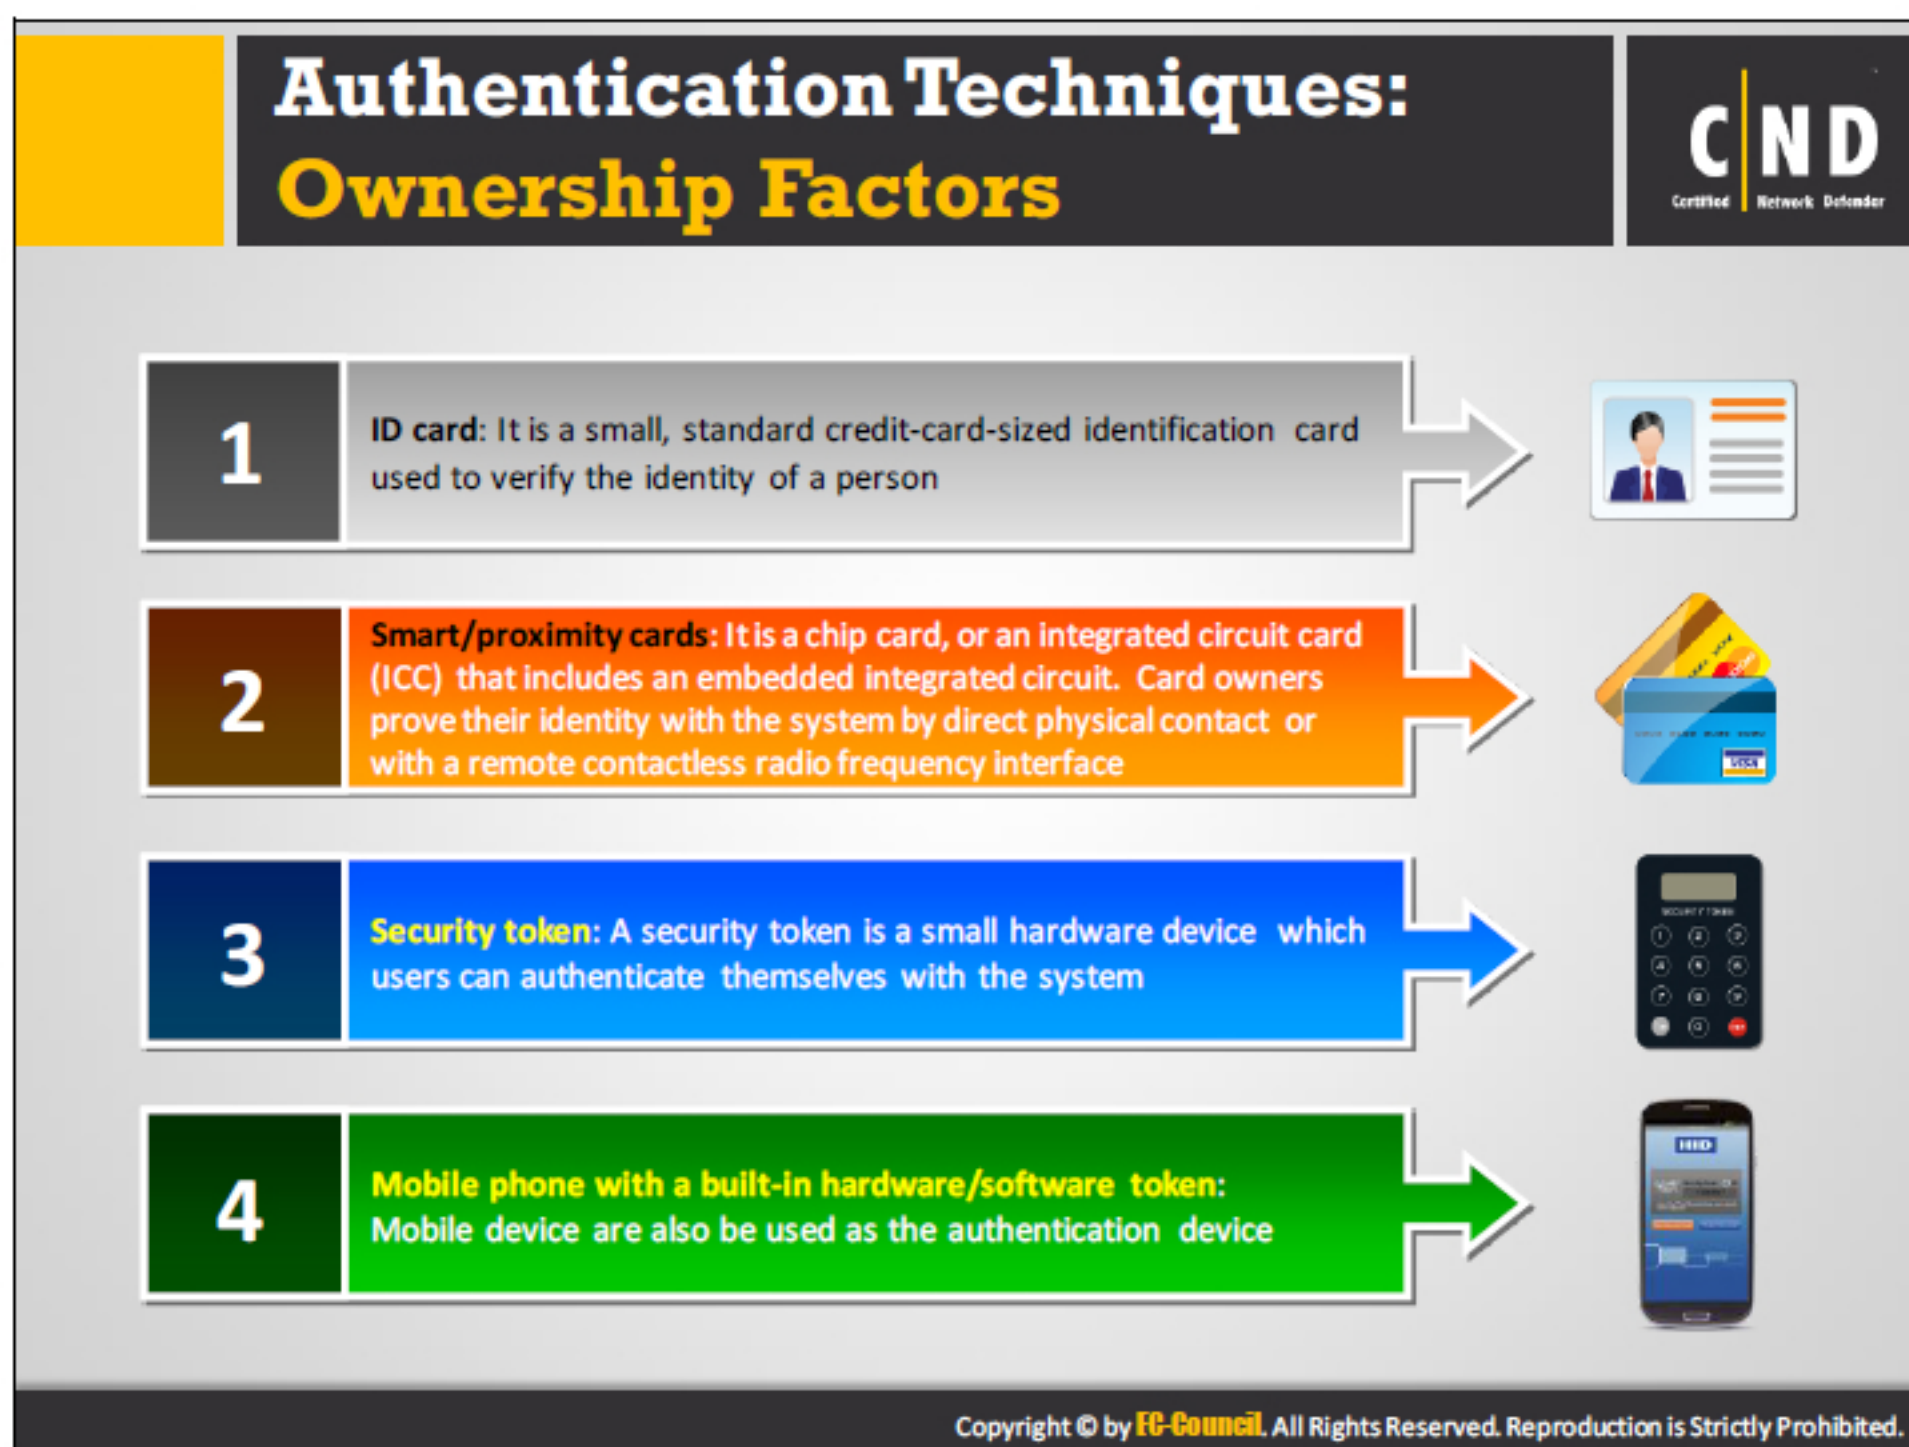 Authentication Techniques:
Ownership Factors
C|ND
Certified Network Defender
1
ID card: It is a small, standard credit-card-sized identification card
used to verify the identity of a person
2
Smart/proximity cards: It is a chip card, or an integrated circuit card
(ICC) that includes an embedded integrated circuit. Card owners
prove their identity with the system by direct physical contact or
with a remote contactless radio frequency interface
VISA
3
Security token: A security token is a small hardware device which
users can authenticate themselves with the system
SECURITY TOKEN
4
Mobile phone with a built-in hardware/software token:
Mobile device are also be used as the authentication device
HID
Copyright © by EC-Council. All Rights Reserved. Reproduction is Strictly Prohibited.